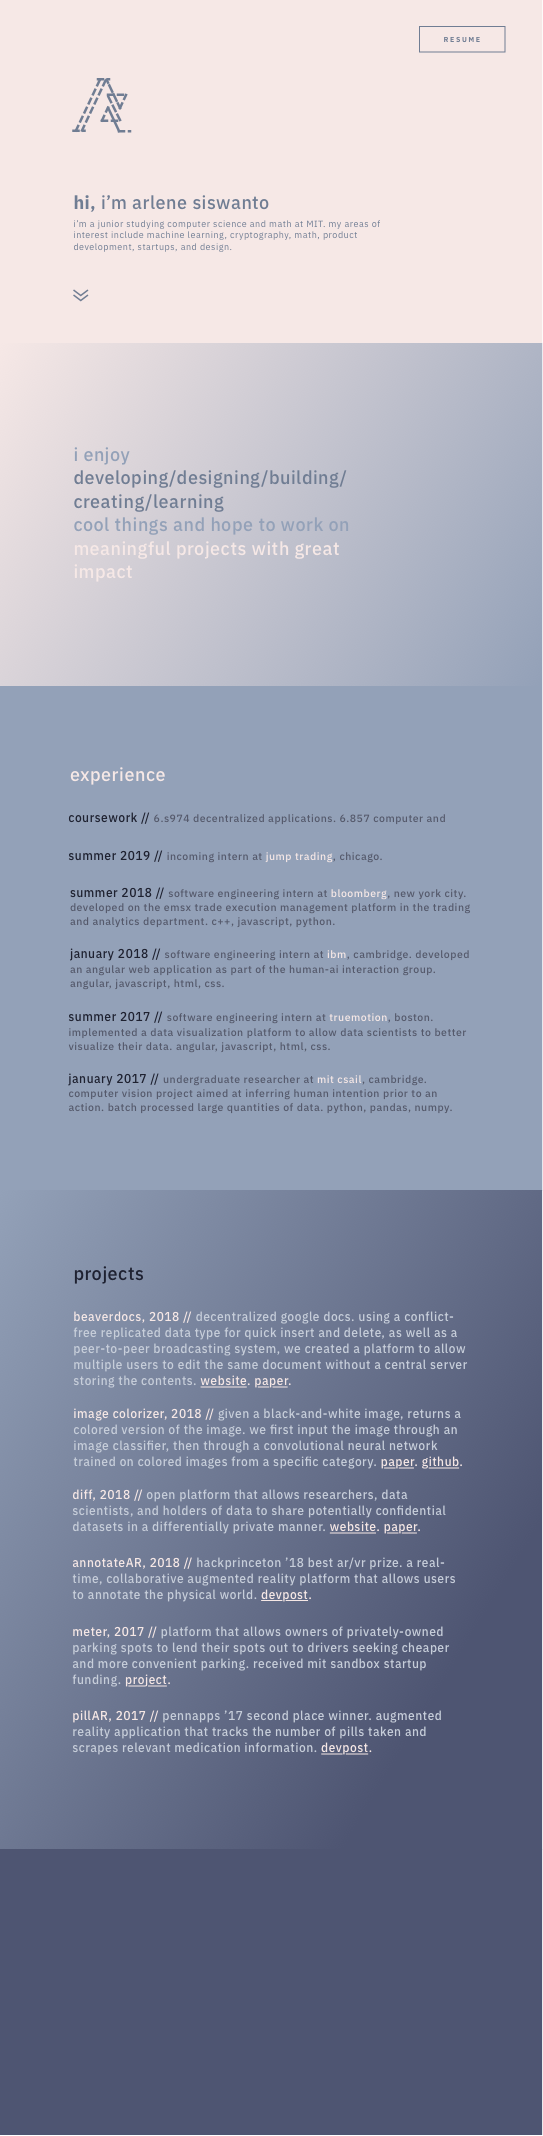 RESUME
hi, i’m arlene siswanto
i’m a junior studying computer science and math at MIT. my areas of
interest include machine learning, cryptography, math, product
development, startups, and design.
i enjoy
developing/designing/building/
creating/learning
cool things and hope to work on
meaningful projects with great
impact
experience
coursework // 6.s974 decentralized applications. 6.857 computer and
summer 2019 // incoming intern at jump trading, chicago.
summer 2018 // software engineering intern at bloomberg, new york city.
developed on the emsx trade execution management platform in the trading
and analytics department. c++, javascript, python.
january 2018 // software engineering intern at ibm, cambridge. developed
an angular web application as part of the human-ai interaction group.
angular, javascript, html, css.
summer 2017 // software engineering intern at truemotion, boston.
implemented a data visualization platform to allow data scientists to better
visualize their data. angular, javascript, html, css.
january 2017 // undergraduate researcher at mit csail, cambridge.
computer vision project aimed at inferring human intention prior to an
action. batch processed large quantities of data. python, pandas, numpy.
projects
beaverdocs, 2018 // decentralized google docs. using a conflict-
free replicated data type for quick insert and delete, as well as a
peer-to-peer broadcasting system, we created a platform to allow
multiple users to edit the same document without a central server
storing the contents. website. paper.
image colorizer, 2018 // given a black-and-white image, returns a
colored version of the image. we first input the image through an
image classifier, then through a convolutional neural network
trained on colored images from a specific category. paper. github.
diff, 2018 // open platform that allows researchers, data
scientists, and holders of data to share potentially confidential
datasets in a differentially private manner. website. paper.
annotateAR, 2018 // hackprinceton ’18 best ar/vr prize. a real-
time, collaborative augmented reality platform that allows users
to annotate the physical world. devpost.
meter, 2017 // platform that allows owners of privately-owned
parking spots to lend their spots out to drivers seeking cheaper
and more convenient parking. received mit sandbox startup
funding. project.
pillAR, 2017 // pennapps ’17 second place winner. augmented
reality application that tracks the number of pills taken and
scrapes relevant medication information. devpost.